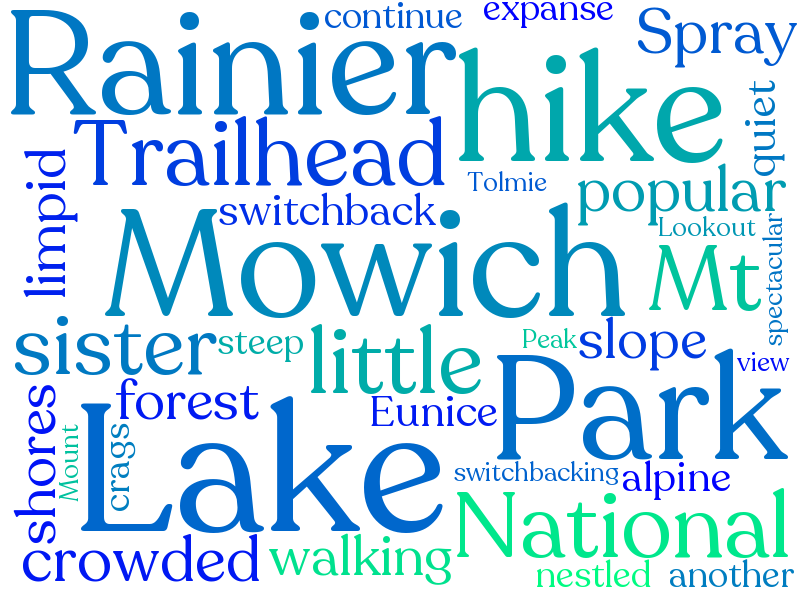 continue
expanse
Spray
Rainier
hike
quiet
Trailhead
limpid
Tolmie
popular
switchback
Mowich
Lookout
spectacular
Mt
sister
steep
little
Peak
slope
view
Park
shores
forest
Eunice
Lake
Mount
crags
switchbacking
alpine
National
crowded
walking
nestled
another